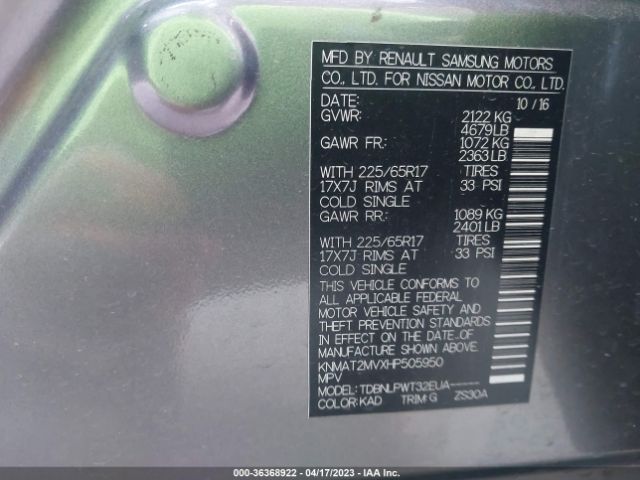 MFD BY RENAULT SAMSUNG MOTORS
CO., LTD. FOR NISSAN MOTOR CO., LTD.
DATE: 10 / 16
GVWR: 2122 KG
4679LB
GAWR FR: 1072 KG
2363LB
WITH 225/65R17 TIRES
17X7J RIMS AT 33 PSI
COLD SINGLE
GAWR RR: 1089 KG
2401LB
WITH 225/65R17 TIRES
17X7J RIMS AT 33 PSI
COLD SINGLE
THIS VEHICLE CONFORMS TO
ALL APPLICABLE FEDERAL
MOTOR VEHICLE SAFETY AND
THEFT PREVENTION STANDARDS
IN EFFECT ON THE DATE OF
MANUFACTURE SHOWN ABOVE.
KNMAT2MVXHP505950
MPV
MODEL: TDBNLPWT32EUA-----
COLOR:KAD TRIM:G ZS30A
000-36368922 - 04/17/2023 - IAA Inc.